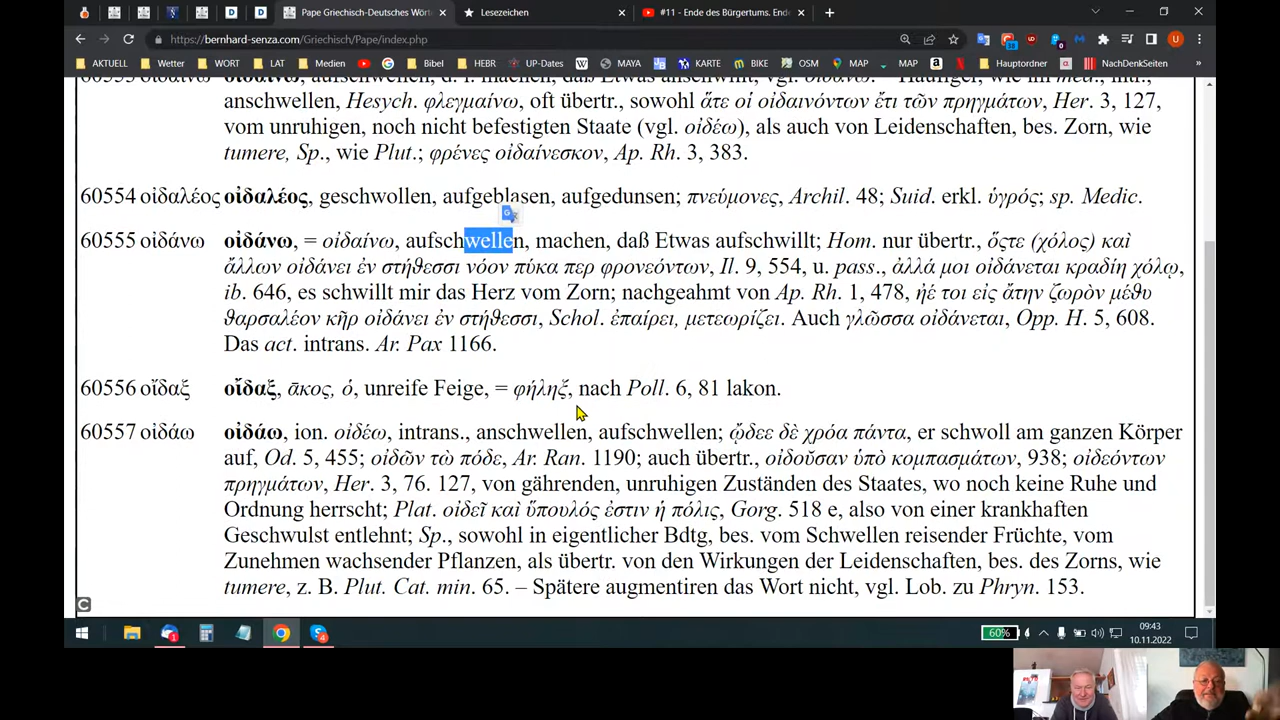 Pape Griechisch-Deutsches Wört
Lesezeichen
#11 - Ende des Bürgertums. Ende
https://bernhard-senza.com/Griechisch/Pape/index.php
AKTUELL Wetter WORT LAT Medien Bibel HEBR UP-Dates MAYA KARTE BIKE OSM MAP MAP Hauptordner NachDenkSeiten
anschwellen, Hesych. φλεγμαίνω, oft übertr., sowohl ἅτε οἱ οἰδαινόντων ἔτι τῶν πρηγμάτων, Her. 3, 127,
vom unruhigen, noch nicht befestigten Staate (vgl. οἰδέω), als auch von Leidenschaften, bes. Zorn, wie
tumere, Sp., wie Plut.; φρένες οἰδαίνεσκον, Ap. Rh. 3, 383.
60554 οἰδαλέος οἰδαλέος, geschwollen, aufgeblasen, aufgedunsen; πνεύμονες, Archil. 48; Suid. erkl. ὑγρός; sp. Medic.
60555 οἰδάνω οἰδάνω, = οἰδαίνω, aufschwellen, machen, daß Etwas aufschwillt; Hom. nur übertr., ὅςτε (χόλος) καὶ
ἄλλων οἰδάνει ἐν στήθεσσι νόον πύκα περ φρονεόντων, Il. 9, 554, u. pass., ἀλλά μοι οἰδάνεται κραδίη χόλῳ,
ib. 646, es schwillt mir das Herz vom Zorn; nachgeahmt von Ap. Rh. 1, 478, ἠέ τοι εἰς ἄτην ζωρὸν μέθυ
ϑαρσαλέον κῆρ οἰδάνει ἐν στήθεσσι, Schol. ἐπαίρει, μετεωρίζει. Auch γλῶσσα οἰδάνεται, Opp. H. 5, 608.
Das act. intrans. Ar. Pax 1166.
60556 οἴδαξ οἴδαξ, ᾱκος, ὁ, unreife Feige, = φήληξ, nach Poll. 6, 81 lakon.
60557 οἰδάω οἰδάω, ion. οἰδέω, intrans., anschwellen, aufschwellen; ᾤδεε δὲ χρόα πάντα, er schwoll am ganzen Körper
auf, Od. 5, 455; οἰδῶν τὼ πόδε, Ar. Ran. 1190; auch übertr., οἰδοῦσαν ὑπὸ κομπασμάτων, 938; οἰδεόντων
πρηγμάτων, Her. 3, 76. 127, von gährenden, unruhigen Zuständen des Staates, wo noch keine Ruhe und
Ordnung herrscht; Plat. οἰδεῖ καὶ ὕπουλός ἐστιν ἡ πόλις, Gorg. 518 e, also von einer krankhaften
Geschwulst entlehnt; Sp., sowohl in eigentlicher Bdtg, bes. vom Schwellen reisender Früchte, vom
Zunehmen wachsender Pflanzen, als übertr. von den Wirkungen der Leidenschaften, bes. des Zorns, wie
tumere, z. B. Plut. Cat. min. 65. – Spätere augmentiren das Wort nicht, vgl. Lob. zu Phryn. 153.
60%
09:43
10.11.2022